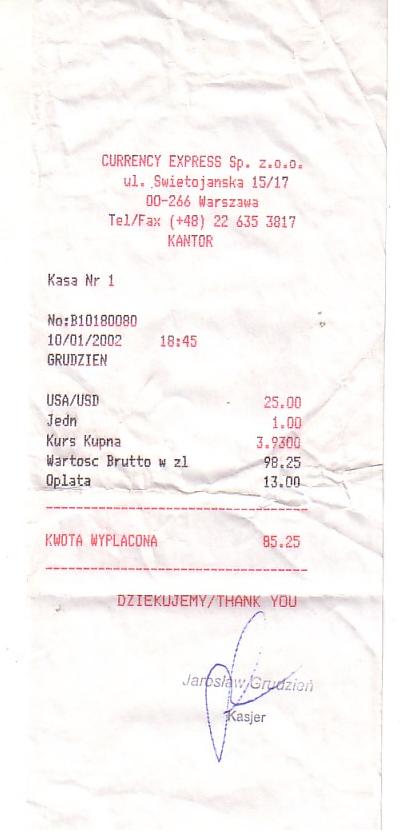 CURRENCY EXPRESS Sp. z.o.o.
ul. Swietojanska 15/17
00-266 Warszawa
Tel/Fax (+48) 22 635 3817
KANTOR
Kasa Nr 1
No:B10180080
10/01/2002 18:45
GRUDZIEN
USA/USD 25.00
Jedn 1.00
Kurs Kupna 3.9300
Wartosc Brutto w zl 98.25
Oplata 13.00
KWOTA WYPLACONA 85.25
DZIEKUJEMY/THANK YOU
Jarosław Grudzień
Kasjer